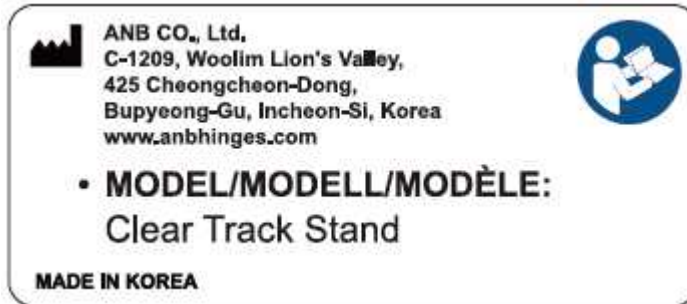 ANB CO., Ltd.
C-1209, Woolim Lion's Valley,
425 Cheongcheon-Dong,
Bupyeong-Gu, Incheon-Si, Korea
www.anbhinges.com
• MODEL/MODELL/MODÈLE:
Clear Track Stand
MADE IN KOREA